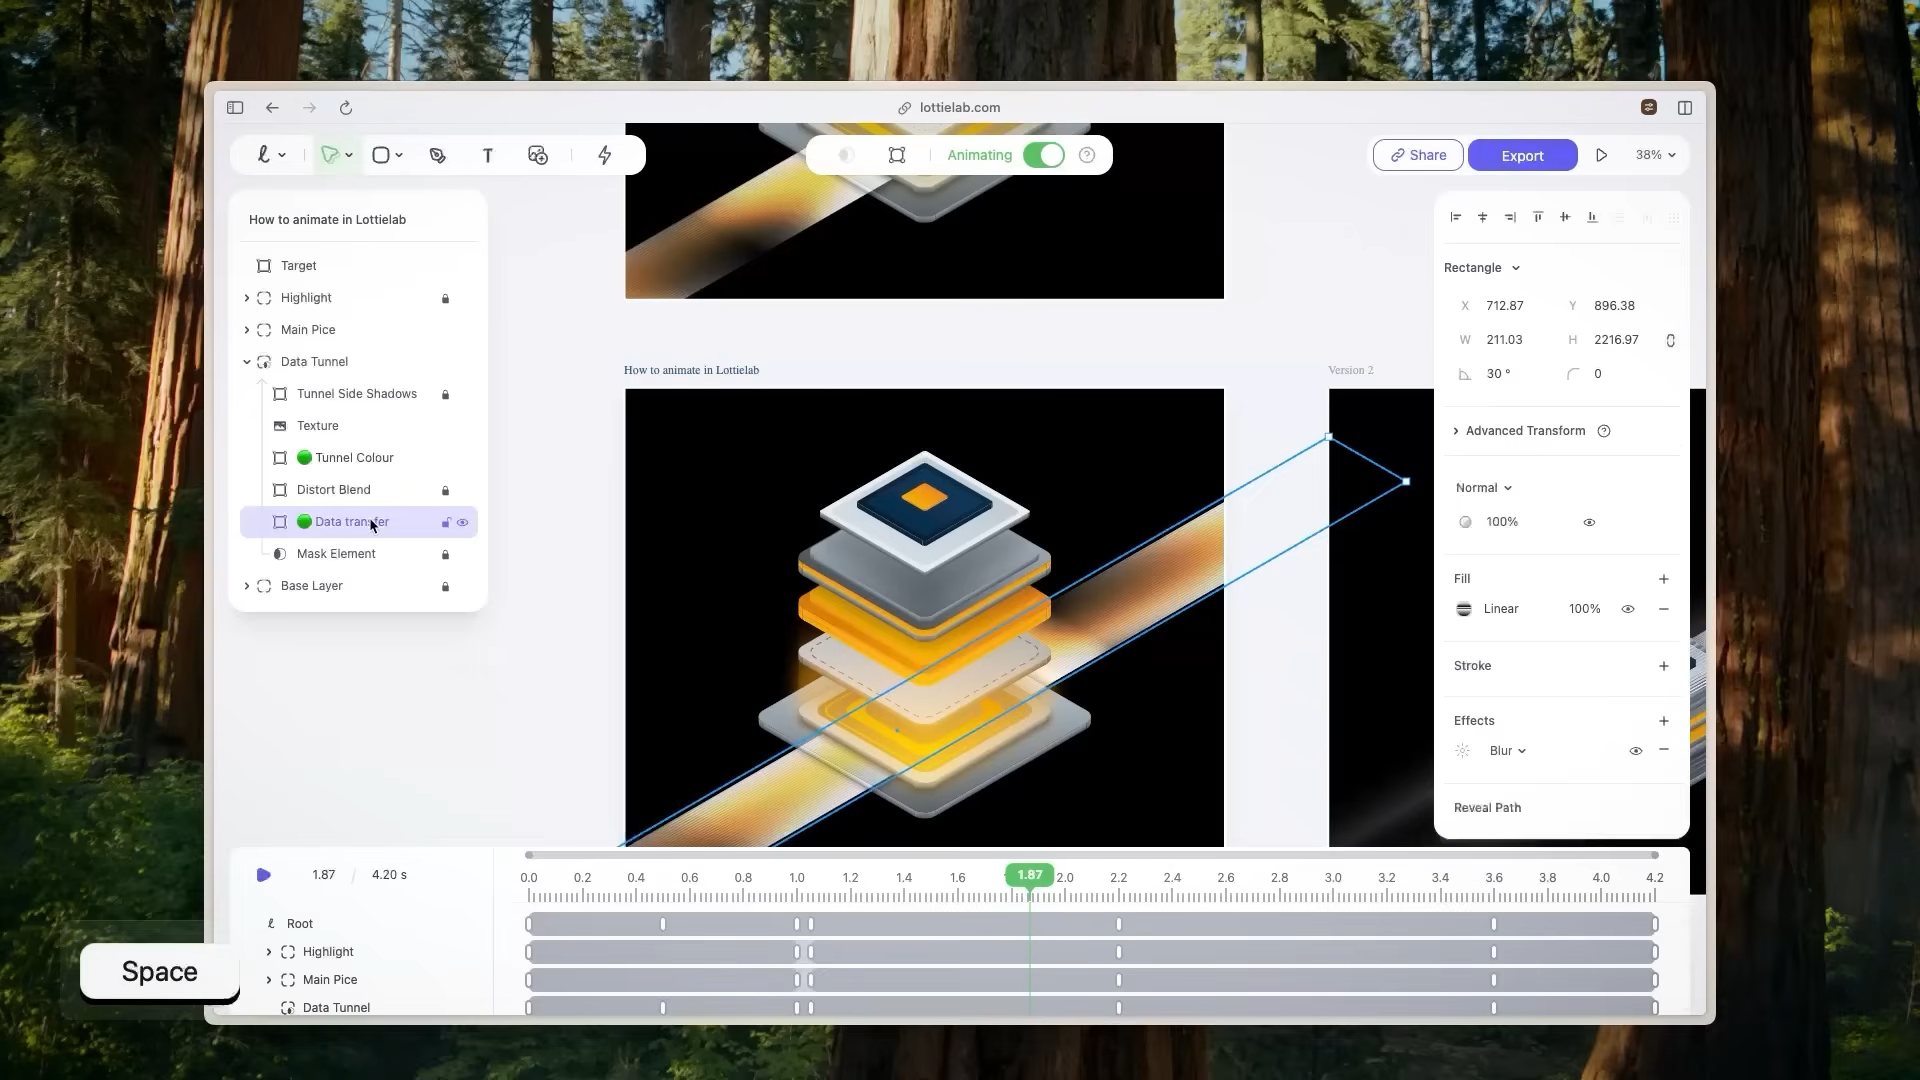 lottielab.com
T
Animating
Share
Export
38%
How to animate in Lottielab
Target
Highlight
Main Pice
Data Tunnel
Tunnel Side Shadows
Texture
Tunnel Colour
Distort Blend
Data transfer
Mask Element
Base Layer
How to animate in Lottielab
Version 2
Rectangle
X 712.87 Y 896.38
W 211.03 H 2216.97
30 ° 0
Advanced Transform
Normal
100%
Fill
Linear 100%
Stroke
Effects
Blur
Reveal Path
1.87 / 4.20 s
0.0 0.2 0.4 0.6 0.8 1.0 1.2 1.4 1.6 1.87 2.0 2.2 2.4 2.6 2.8 3.0 3.2 3.4 3.6 3.8 4.0 4.2
Root
Highlight
Main Pice
Data Tunnel
Space